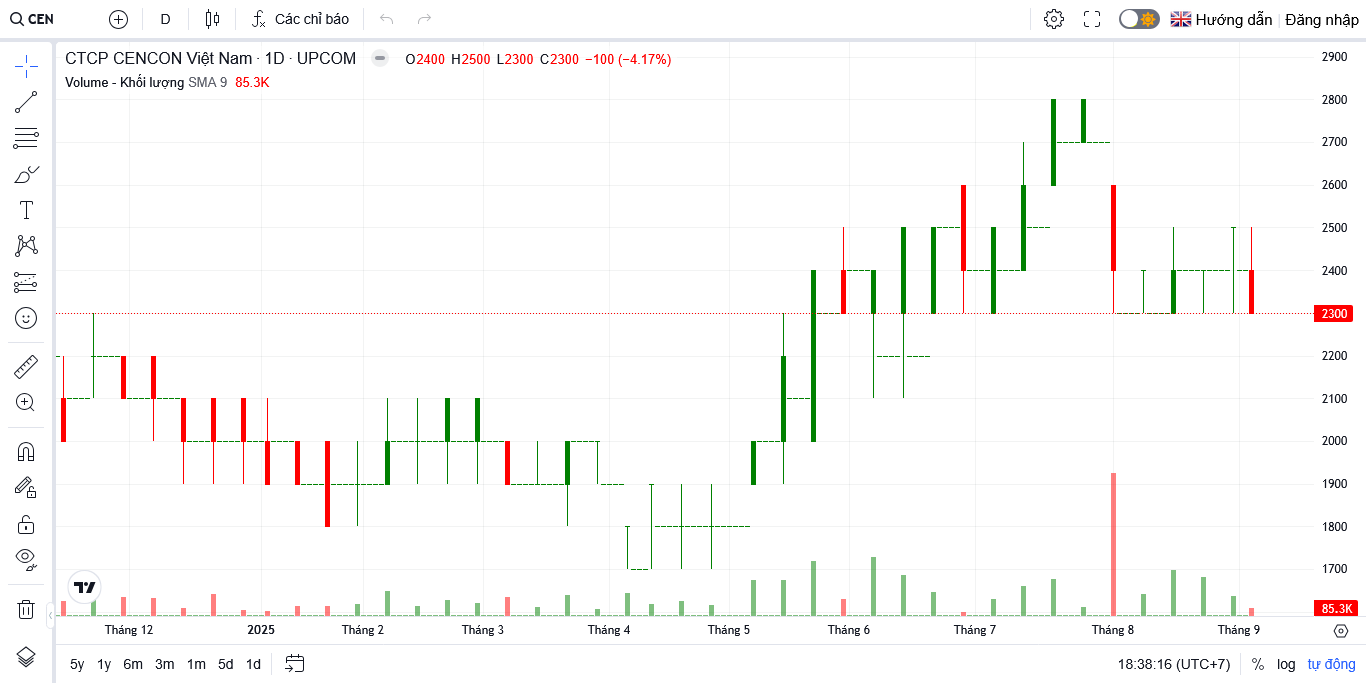 CEN
D
Các chỉ báo
Hướng dẫn
Đăng nhập
CTCP CENCON Việt Nam · 1D · UPCOM
O2400 H2500 L2300 C2300 −100 (−4.17%)
Volume - Khối lượng SMA 9 85.3K
2900
2800
2700
2600
2500
2400
2300
2200
2100
2000
1900
1800
1700
85.3K
Tháng 12 2025 Tháng 2 Tháng 3 Tháng 4 Tháng 5 Tháng 6 Tháng 7 Tháng 8 Tháng 9
5y 1y 6m 3m 1m 5d 1d
18:38:16 (UTC+7) % log tự động